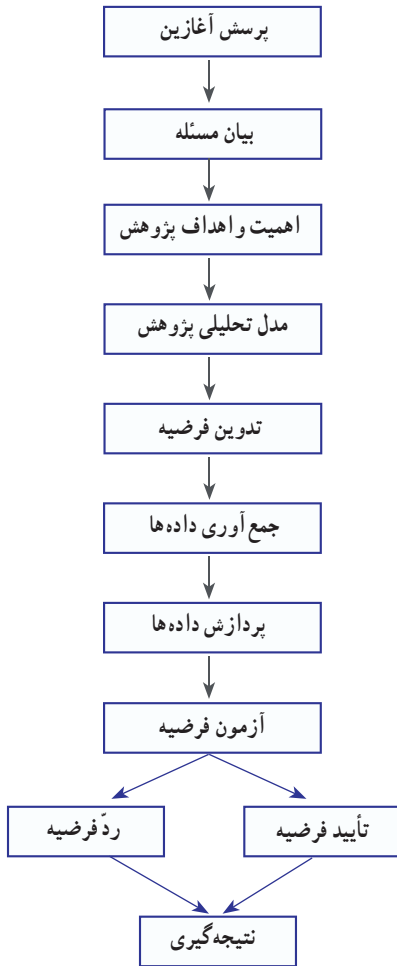 پرسش آغازین
بیان مسئله
اهمیت و اهداف پژوهش
مدل تحلیلی پژوهش
تدوین فرضیه
جمع‌آوری داده‌ها
پردازش داده‌ها
آزمون فرضیه
تأیید فرضیه
ردّ فرضیه
نتیجه‌گیری